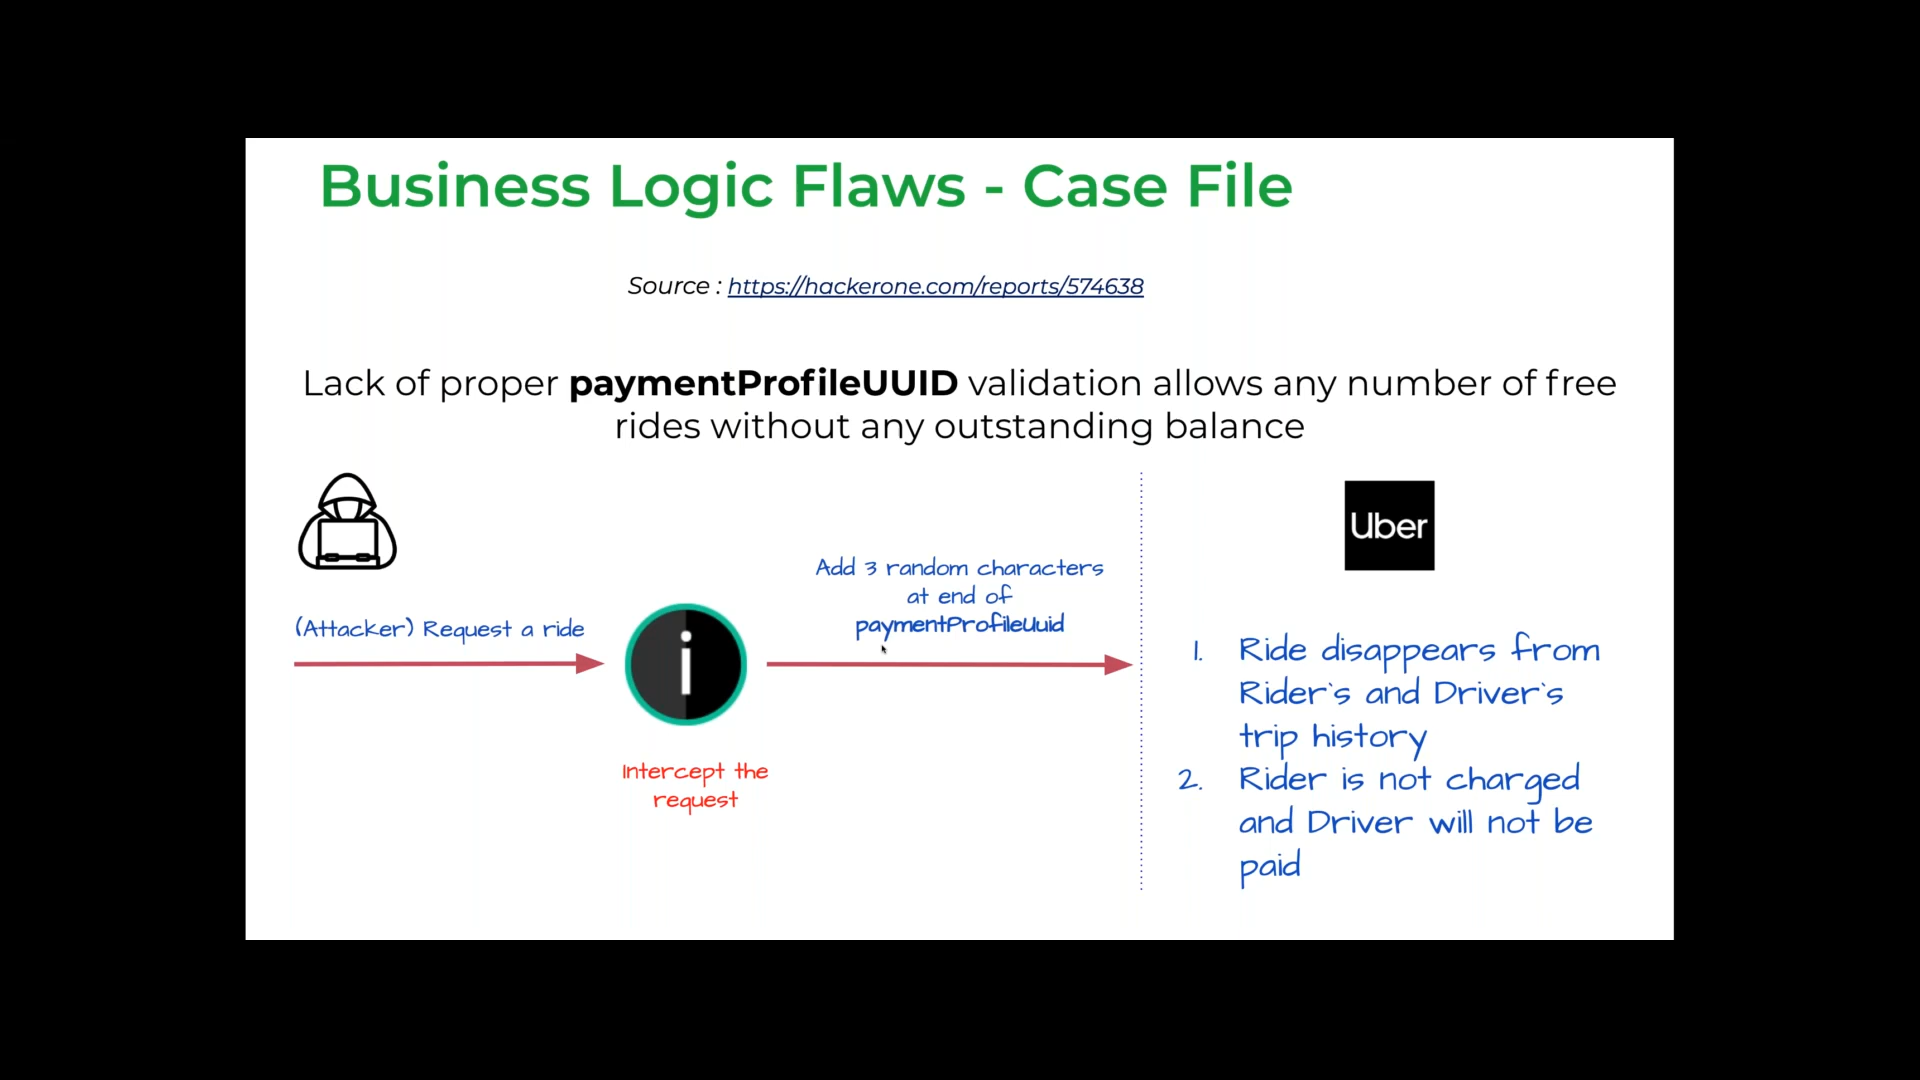 Business Logic Flaws - Case File
Source : https://hackerone.com/reports/574638
Lack of proper paymentProfileUUID validation allows any number of free
rides without any outstanding balance
Uber
(Attacker) Request a ride
i
Intercept the
request
Add 3 random characters
at end of
paymentProfileUuid
1. Ride disappears from
Rider's and Driver's
trip history
2. Rider is not charged
and Driver will not be
paid